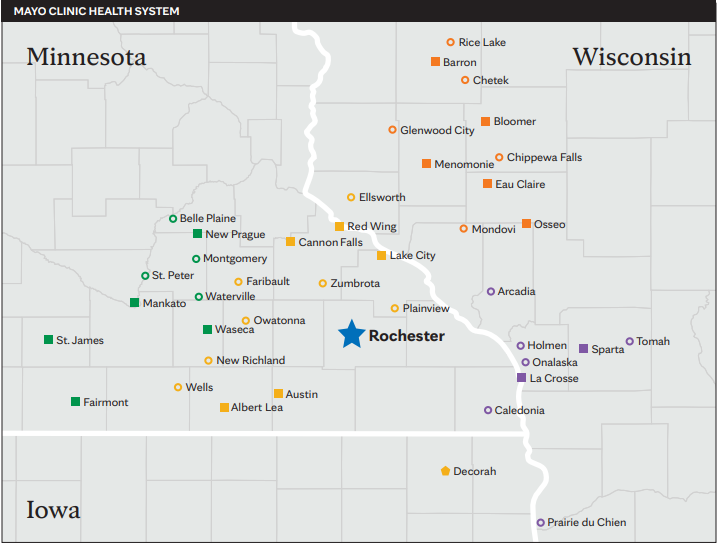 MAYO CLINIC HEALTH SYSTEM
Minnesota
Wisconsin
Rice Lake
Barron
Chetek
Bloomer
Glenwood City
Chippewa Falls
Menomonie
Eau Claire
Ellsworth
Belle Plaine
Red Wing
Osseo
Mondovi
New Prague
Cannon Falls
Lake City
Montgomery
St. Peter
Faribault
Zumbrota
Arcadia
Waterville
Mankato
Plainview
Owatonna
Waseca
Rochester
St. James
Holmen
Tomah
Sparta
New Richland
Onalaska
La Crosse
Wells
Austin
Fairmont
Albert Lea
Caledonia
Decorah
Iowa
Prairie du Chien